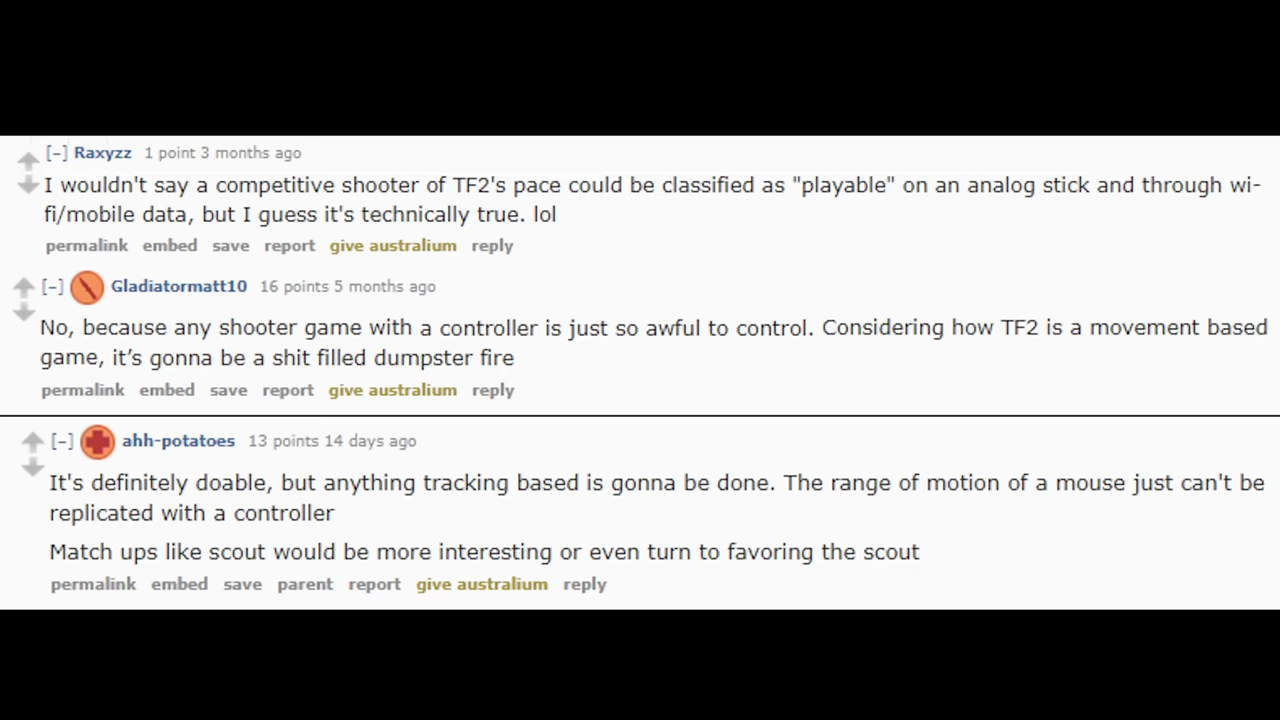 [–] Raxyzz 1 point 3 months ago
I wouldn't say a competitive shooter of TF2's pace could be classified as "playable" on an analog stick and through wi-
fi/mobile data, but I guess it's technically true. lol
permalink embed save report give australium reply
[–] Gladiatormatt10 16 points 5 months ago
No, because any shooter game with a controller is just so awful to control. Considering how TF2 is a movement based
game, it’s gonna be a shit filled dumpster fire
permalink embed save report give australium reply
[–] ahh-potatoes 13 points 14 days ago
It's definitely doable, but anything tracking based is gonna be done. The range of motion of a mouse just can't be
replicated with a controller
Match ups like scout would be more interesting or even turn to favoring the scout
permalink embed save parent report give australium reply